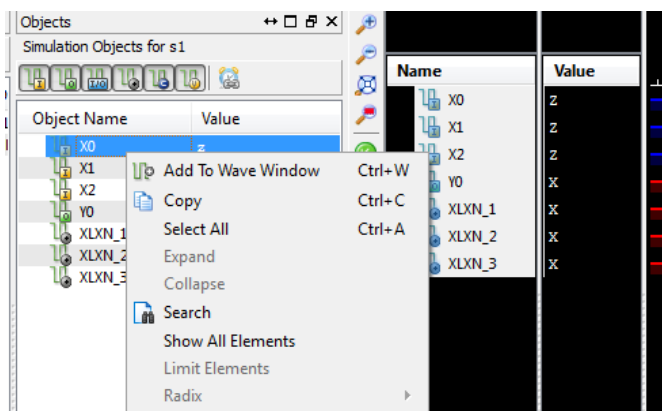 Objects
Simulation Objects for s1
Object Name Value
X0 z
X1
X2
Y0
XLXN_1
XLXN_2
XLXN_3
Add To Wave Window Ctrl+W
Copy Ctrl+C
Select All Ctrl+A
Expand
Collapse
Search
Show All Elements
Limit Elements
Radix
Name Value
X0 z
X1 z
X2 z
Y0 x
XLXN_1 x
XLXN_2 x
XLXN_3 x